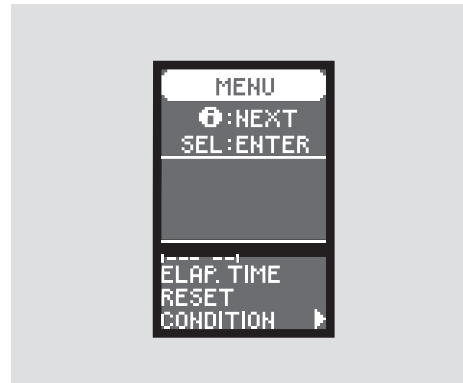 MENU
i:NEXT
SEL:ENTER
ELAP. TIME
RESET
CONDITION